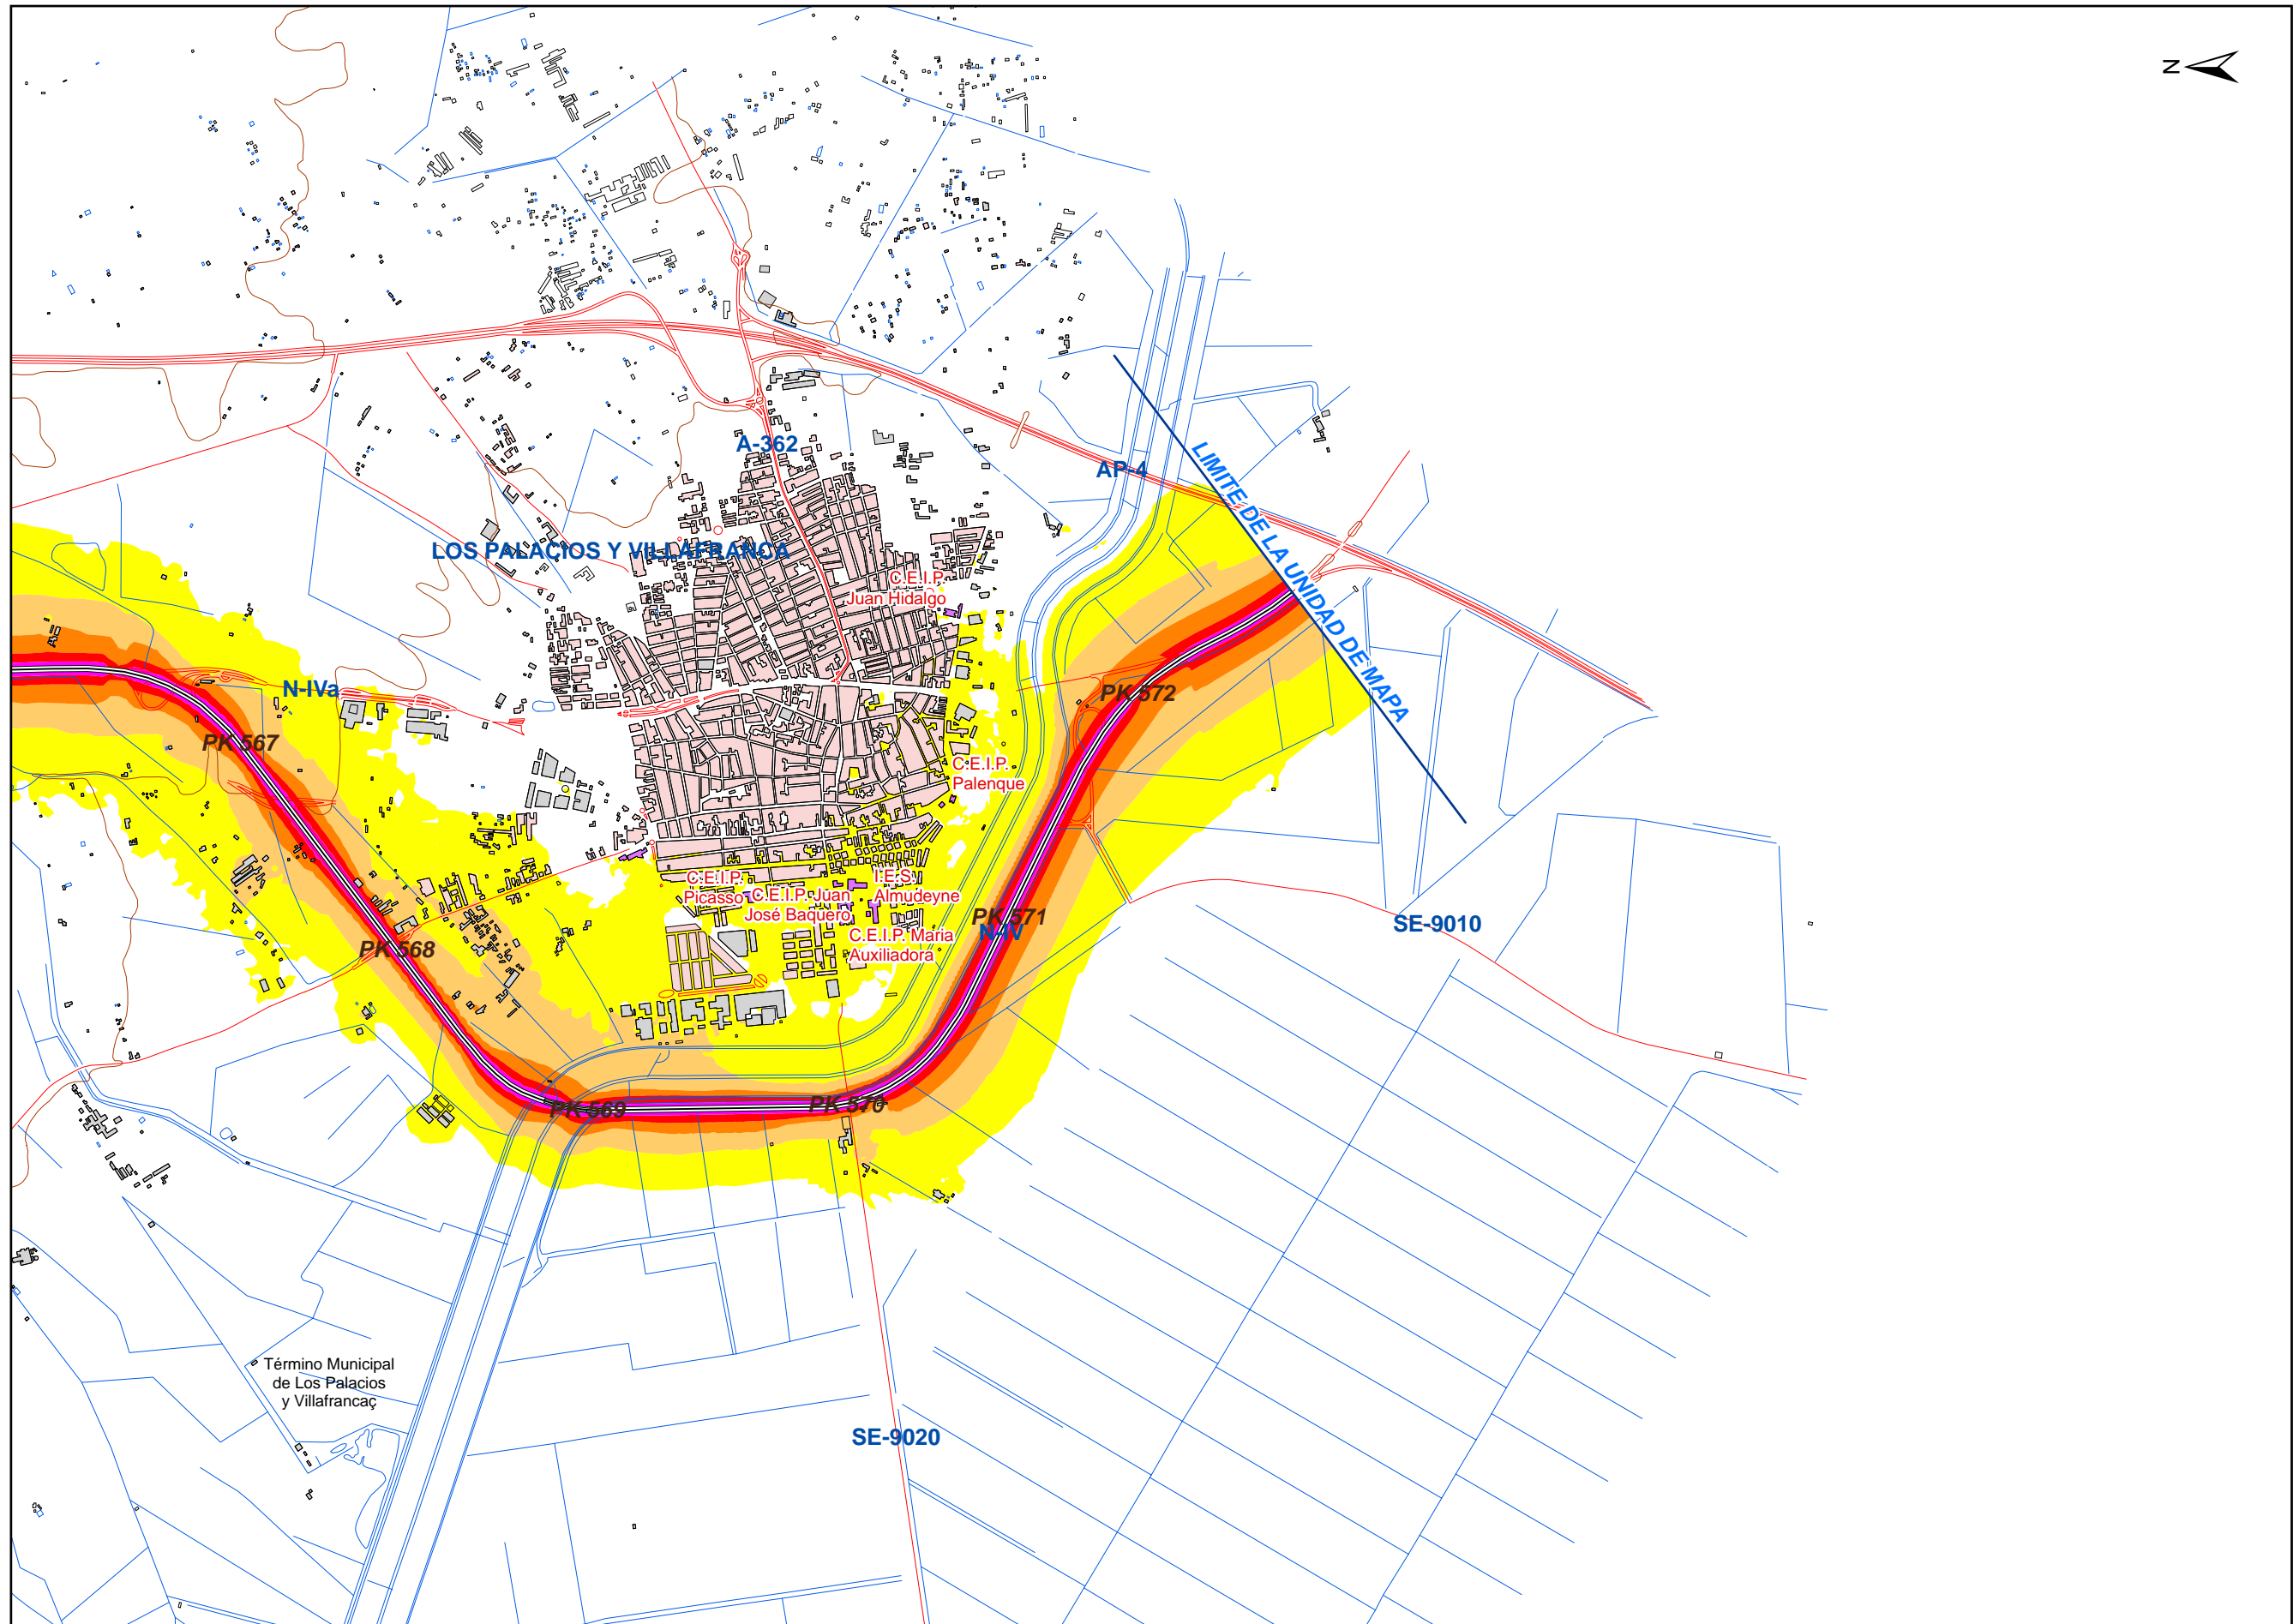 N
A-362
AP-4
LIMITE DE LA UNIDAD DE MAPA
LOS PALACIOS Y VILLAFRANCA
C.E.I.P.
Juan Hidalgo
N-IVa
PK 572
PK 567
C.E.I.P.
Palenque
C.E.I.P.
Picasso
C.E.I.P. Juan
José Baquero
I.E.S.
Almudeyne
PK 571
N-IV
SE-9010
C.E.I.P. Maria
Auxiliadora
PK 568
PK 569
PK 570
Término Municipal
de Los Palacios
y Villafrancaç
SE-9020